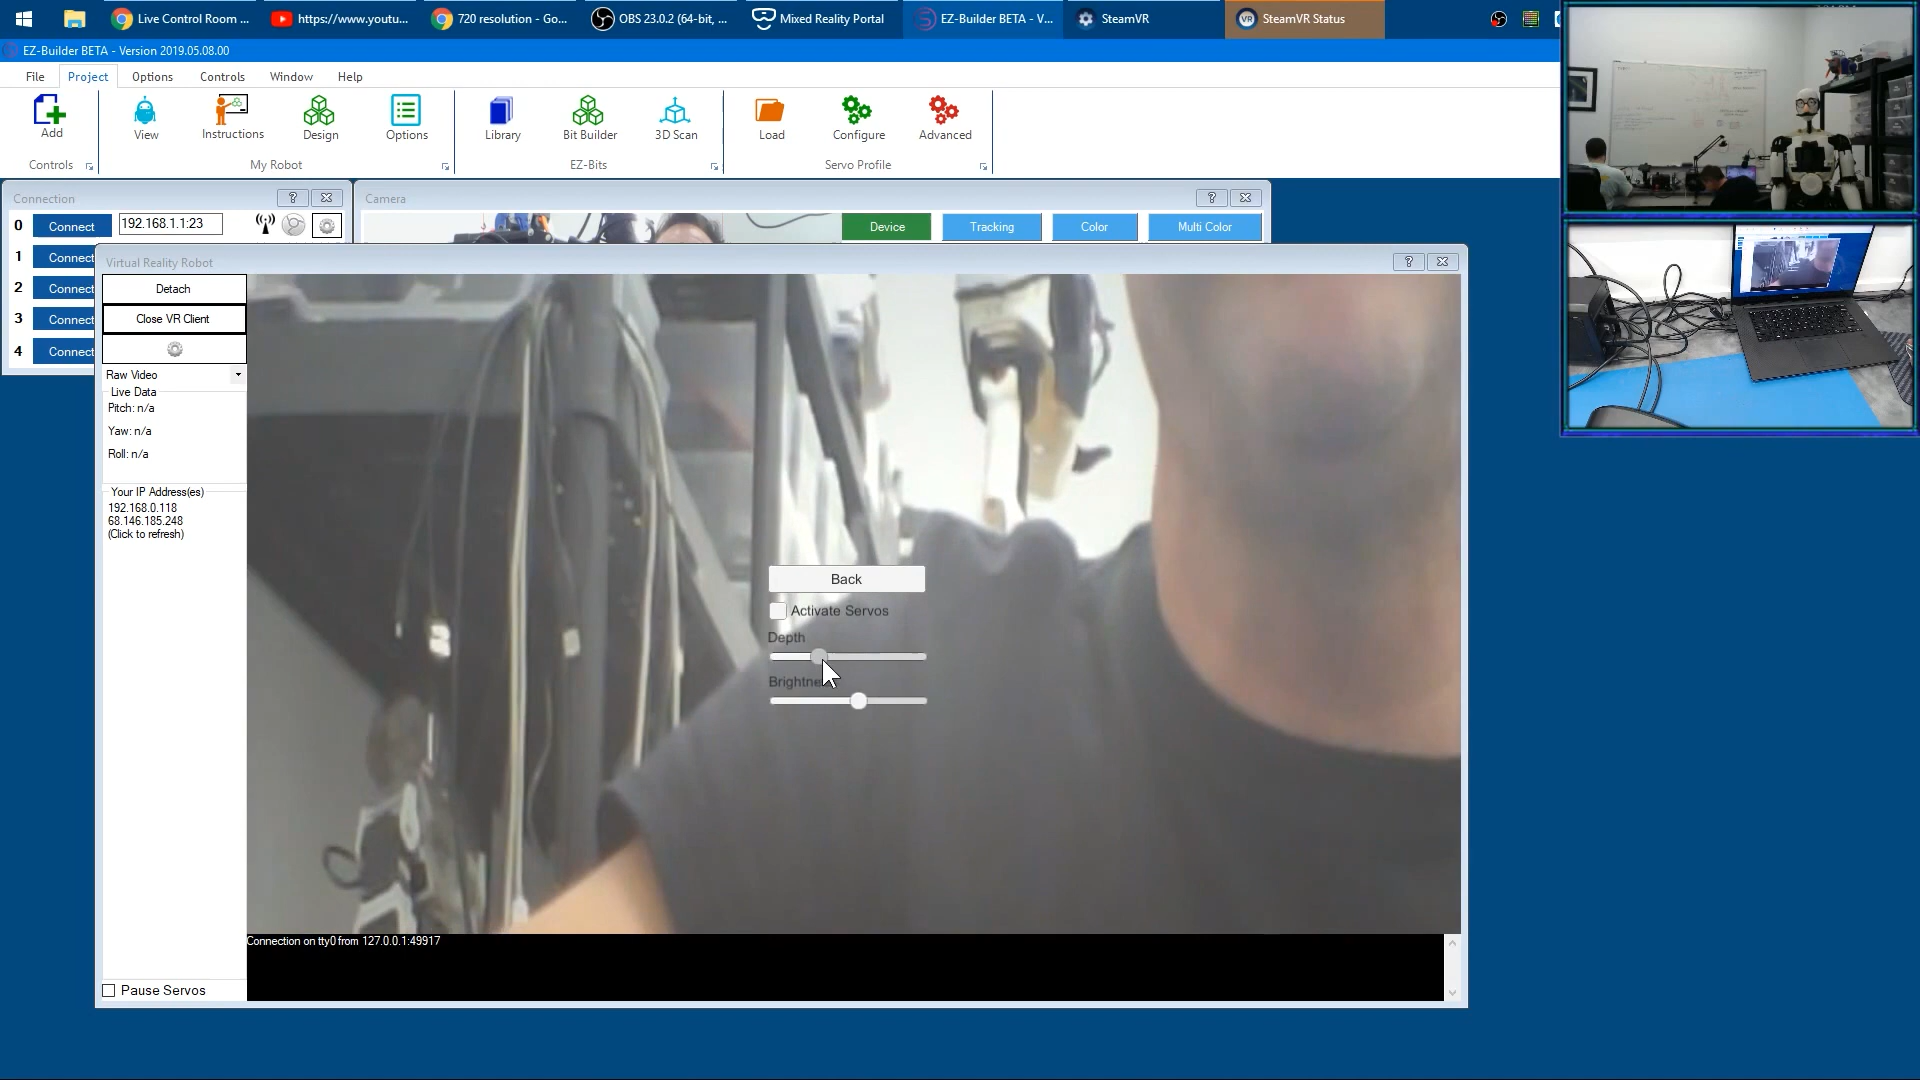 Live Control Room ...
https://www.youtu...
720 resolution - Go...
OBS 23.0.2 (64-bit, ...
Mixed Reality Portal
EZ-Builder BETA - V...
SteamVR
VR
SteamVR Status
EZ-Builder BETA - Version 2019.05.08.00
File
Project
Options
Controls
Window
Help
Add
View
Instructions
Design
Options
Library
Bit Builder
3D Scan
Load
Configure
Advanced
Controls
My Robot
EZ-Bits
Servo Profile
Connection
?
Camera
?
0
Connect
192.168.1.1:23
Device
Tracking
Color
Multi Color
1
Connect
2
Connect
3
Connect
4
Connect
Virtual Reality Robot
?
Detach
Close VR Client
Raw Video
Live Data
Pitch: n/a
Yaw: n/a
Roll: n/a
Your IP Address(es)
192.168.0.118
68.146.185.248
(Click to refresh)
Back
Activate Servos
Depth
Brightne
Connection on tty0 from 127.0.0.1:49917
Pause Servos